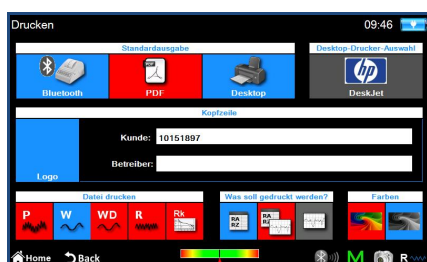 Drucken 09:46
Standardausgabe Desktop-Drucker-Auswahl
hp
Bluetooth PDF Desktop DeskJet
Kopfzeile
Kunde: 10151897
Betreiber:
Logo
Datei drucken Was soll gedruckt werden? Farben
P W WD R Rk
RA RZ RA RZ
Home Back M R